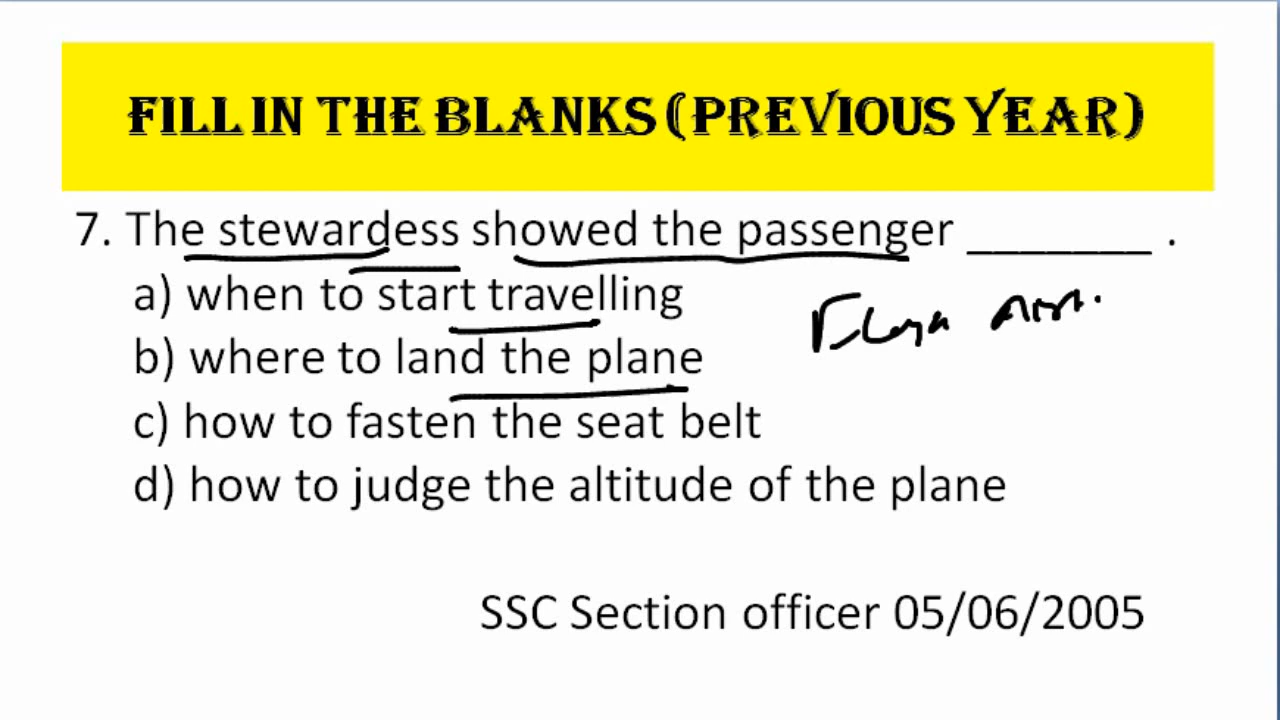 FILL IN THE BLANKS (PREVIOUS YEAR)
7. The stewardess showed the passenger ________ .
a) when to start travelling
b) where to land the plane
c) how to fasten the seat belt
d) how to judge the altitude of the plane
SSC Section officer 05/06/2005